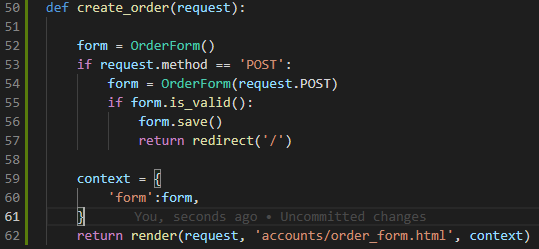 50 def create_order(request):
51
52     form = OrderForm()
53     if request.method == 'POST':
54         form = OrderForm(request.POST)
55         if form.is_valid():
56             form.save()
57             return redirect('/')
58
59     context = {
60         'form':form,
61     }     You, seconds ago • Uncommitted changes
62     return render(request, 'accounts/order_form.html', context)